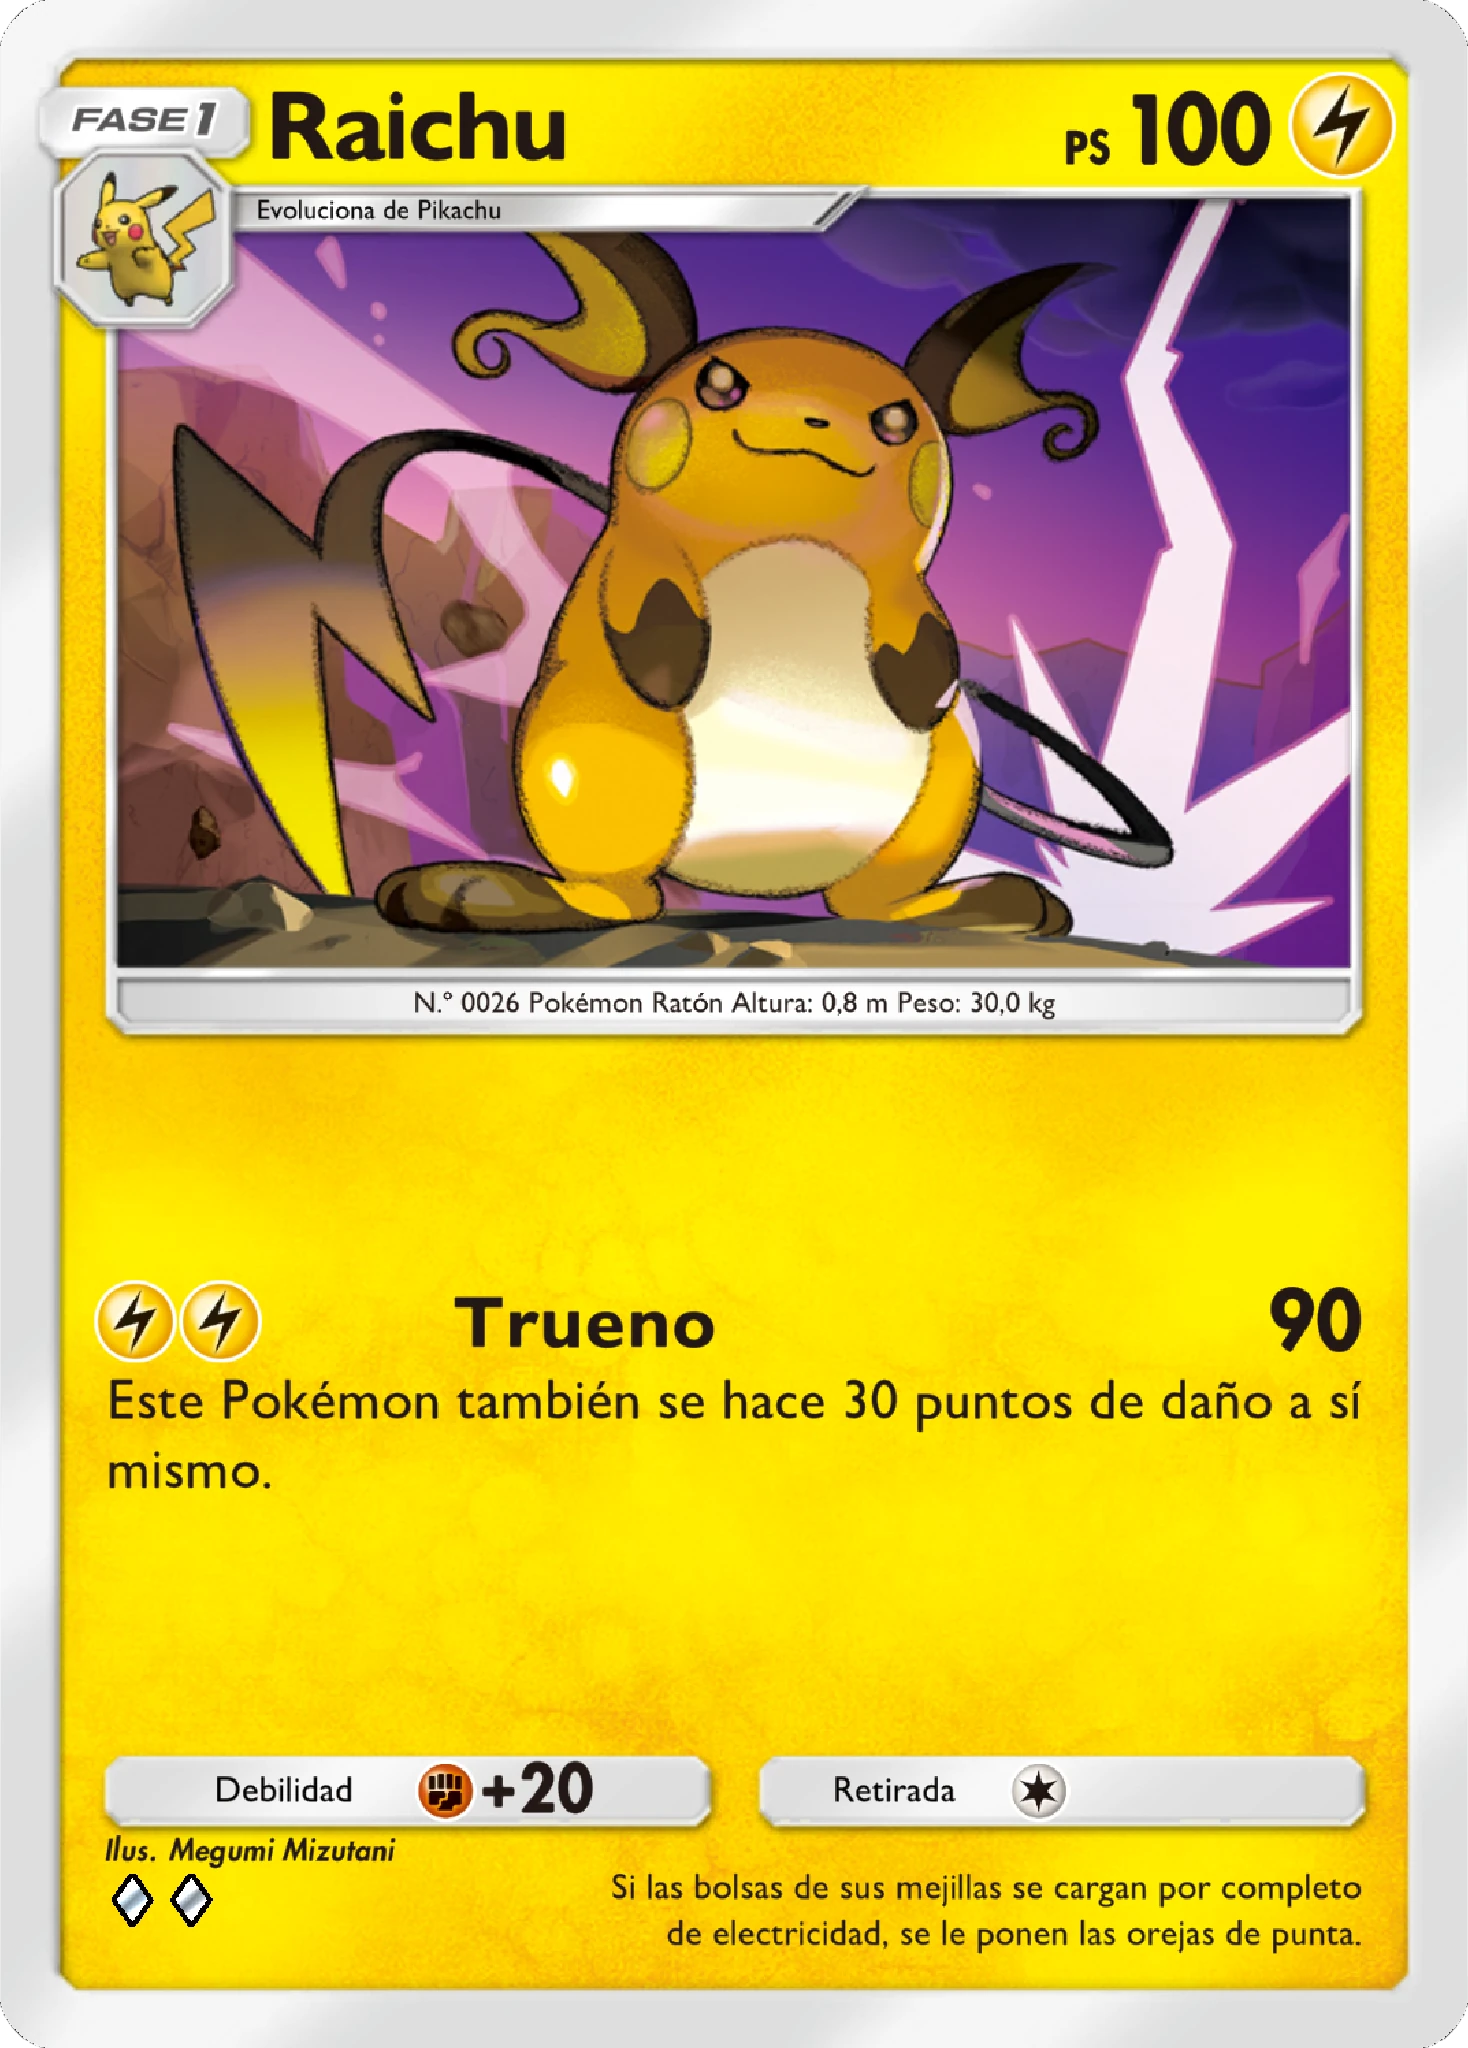 FASE 1
Raichu
PS 100
Evoluciona de Pikachu
N.° 0026 Pokémon Ratón Altura: 0,8 m Peso: 30,0 kg
Trueno 90
Este Pokémon también se hace 30 puntos de daño a sí
mismo.
Debilidad +20
Retirada
Ilus. Megumi Mizutani
Si las bolsas de sus mejillas se cargan por completo
de electricidad, se le ponen las orejas de punta.